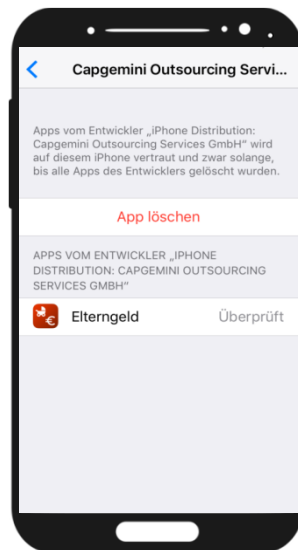 Capgemini Outsourcing Servi...
Apps vom Entwickler „iPhone Distribution:
Capgemini Outsourcing Services GmbH“ wird
auf diesem iPhone vertraut und zwar solange,
bis alle Apps des Entwicklers gelöscht wurden.
App löschen
APPS VOM ENTWICKLER „IPHONE
DISTRIBUTION: CAPGEMINI OUTSOURCING
SERVICES GMBH“
Elterngeld Überprüft